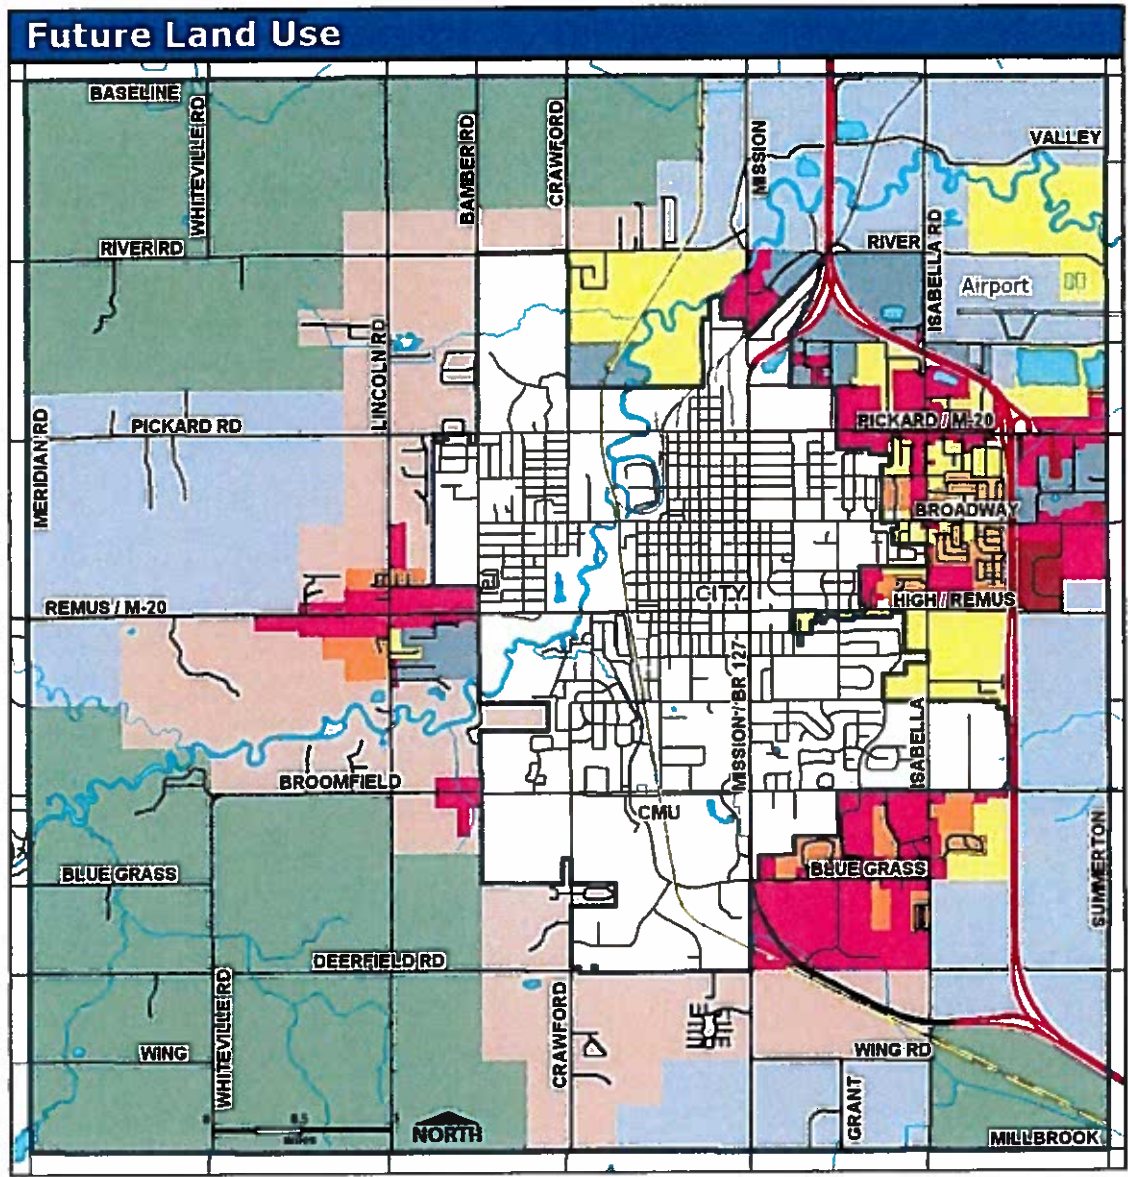 Future Land Use
BASELINE
WHITEVILLE RD
BAMBER RD
CRAWFORD
MISSION
VALLEY
RIVER RD
RIVER
ISABELLA RD
Airport
LINCOLN RD
MERIDIAN RD
PICKARD RD
PICKARD / M-20
BROADWAY
REMUS / M-20
CITY
HIGH / REMUS
MISSION / BR 127
ISABELLA
BROOMFIELD
CMU
BLUE GRASS
BLUE GRASS
SUMMERTON
DEERFIELD RD
WHITEVILLE RD
CRAWFORD
WING
WING RD
GRANT
0.5
miles
NORTH
MILLBROOK